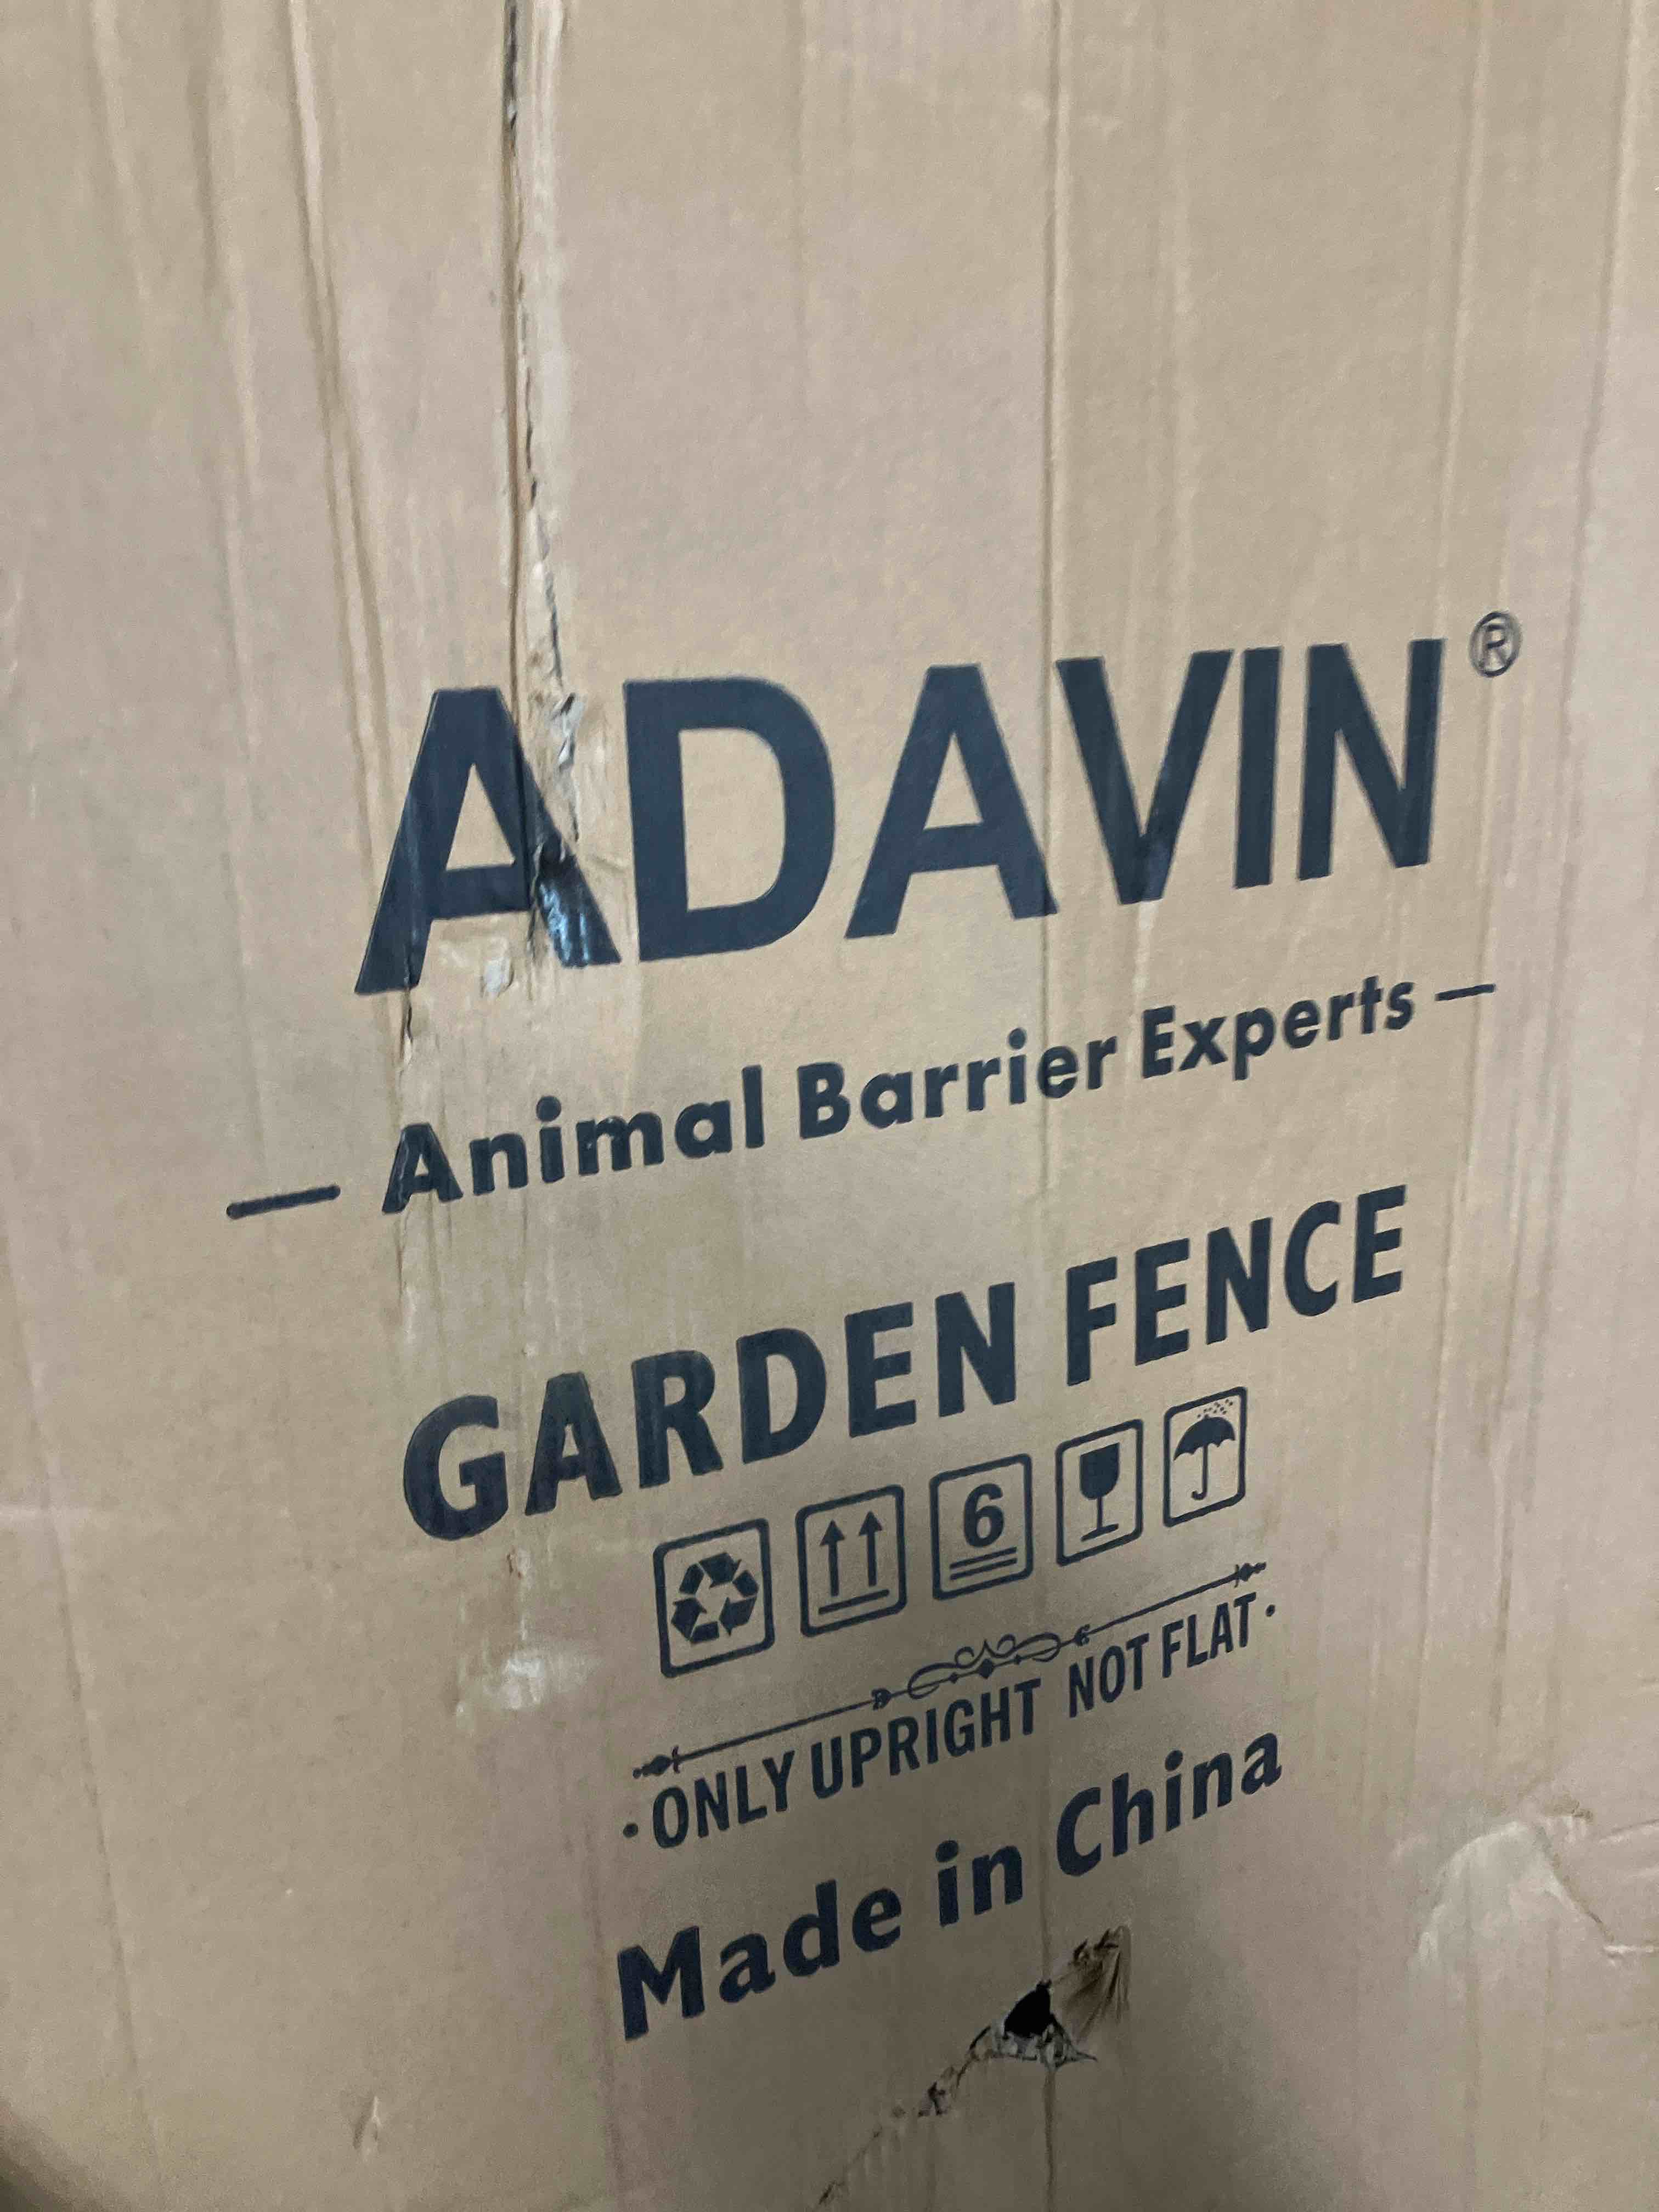 ADAVIN®
— Animal Barrier Experts —
GARDEN FENCE
6
· ONLY UPRIGHT NOT FLAT ·
Made in China